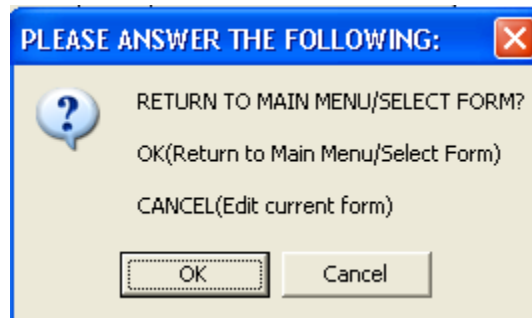 PLEASE ANSWER THE FOLLOWING:
RETURN TO MAIN MENU/SELECT FORM?
OK(Return to Main Menu/Select Form)
CANCEL(Edit current form)
OK
Cancel